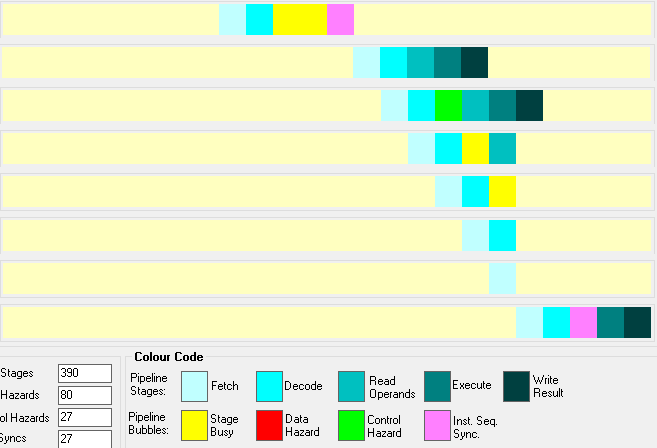 Colour Code
Stages 390
Hazards 80
ol Hazards 27
Syncs 27
Pipeline
Stages:
Fetch
Decode
Read
Operands
Execute
Write
Result
Pipeline
Bubbles:
Stage
Busy
Data
Hazard
Control
Hazard
Inst. Seq.
Sync.